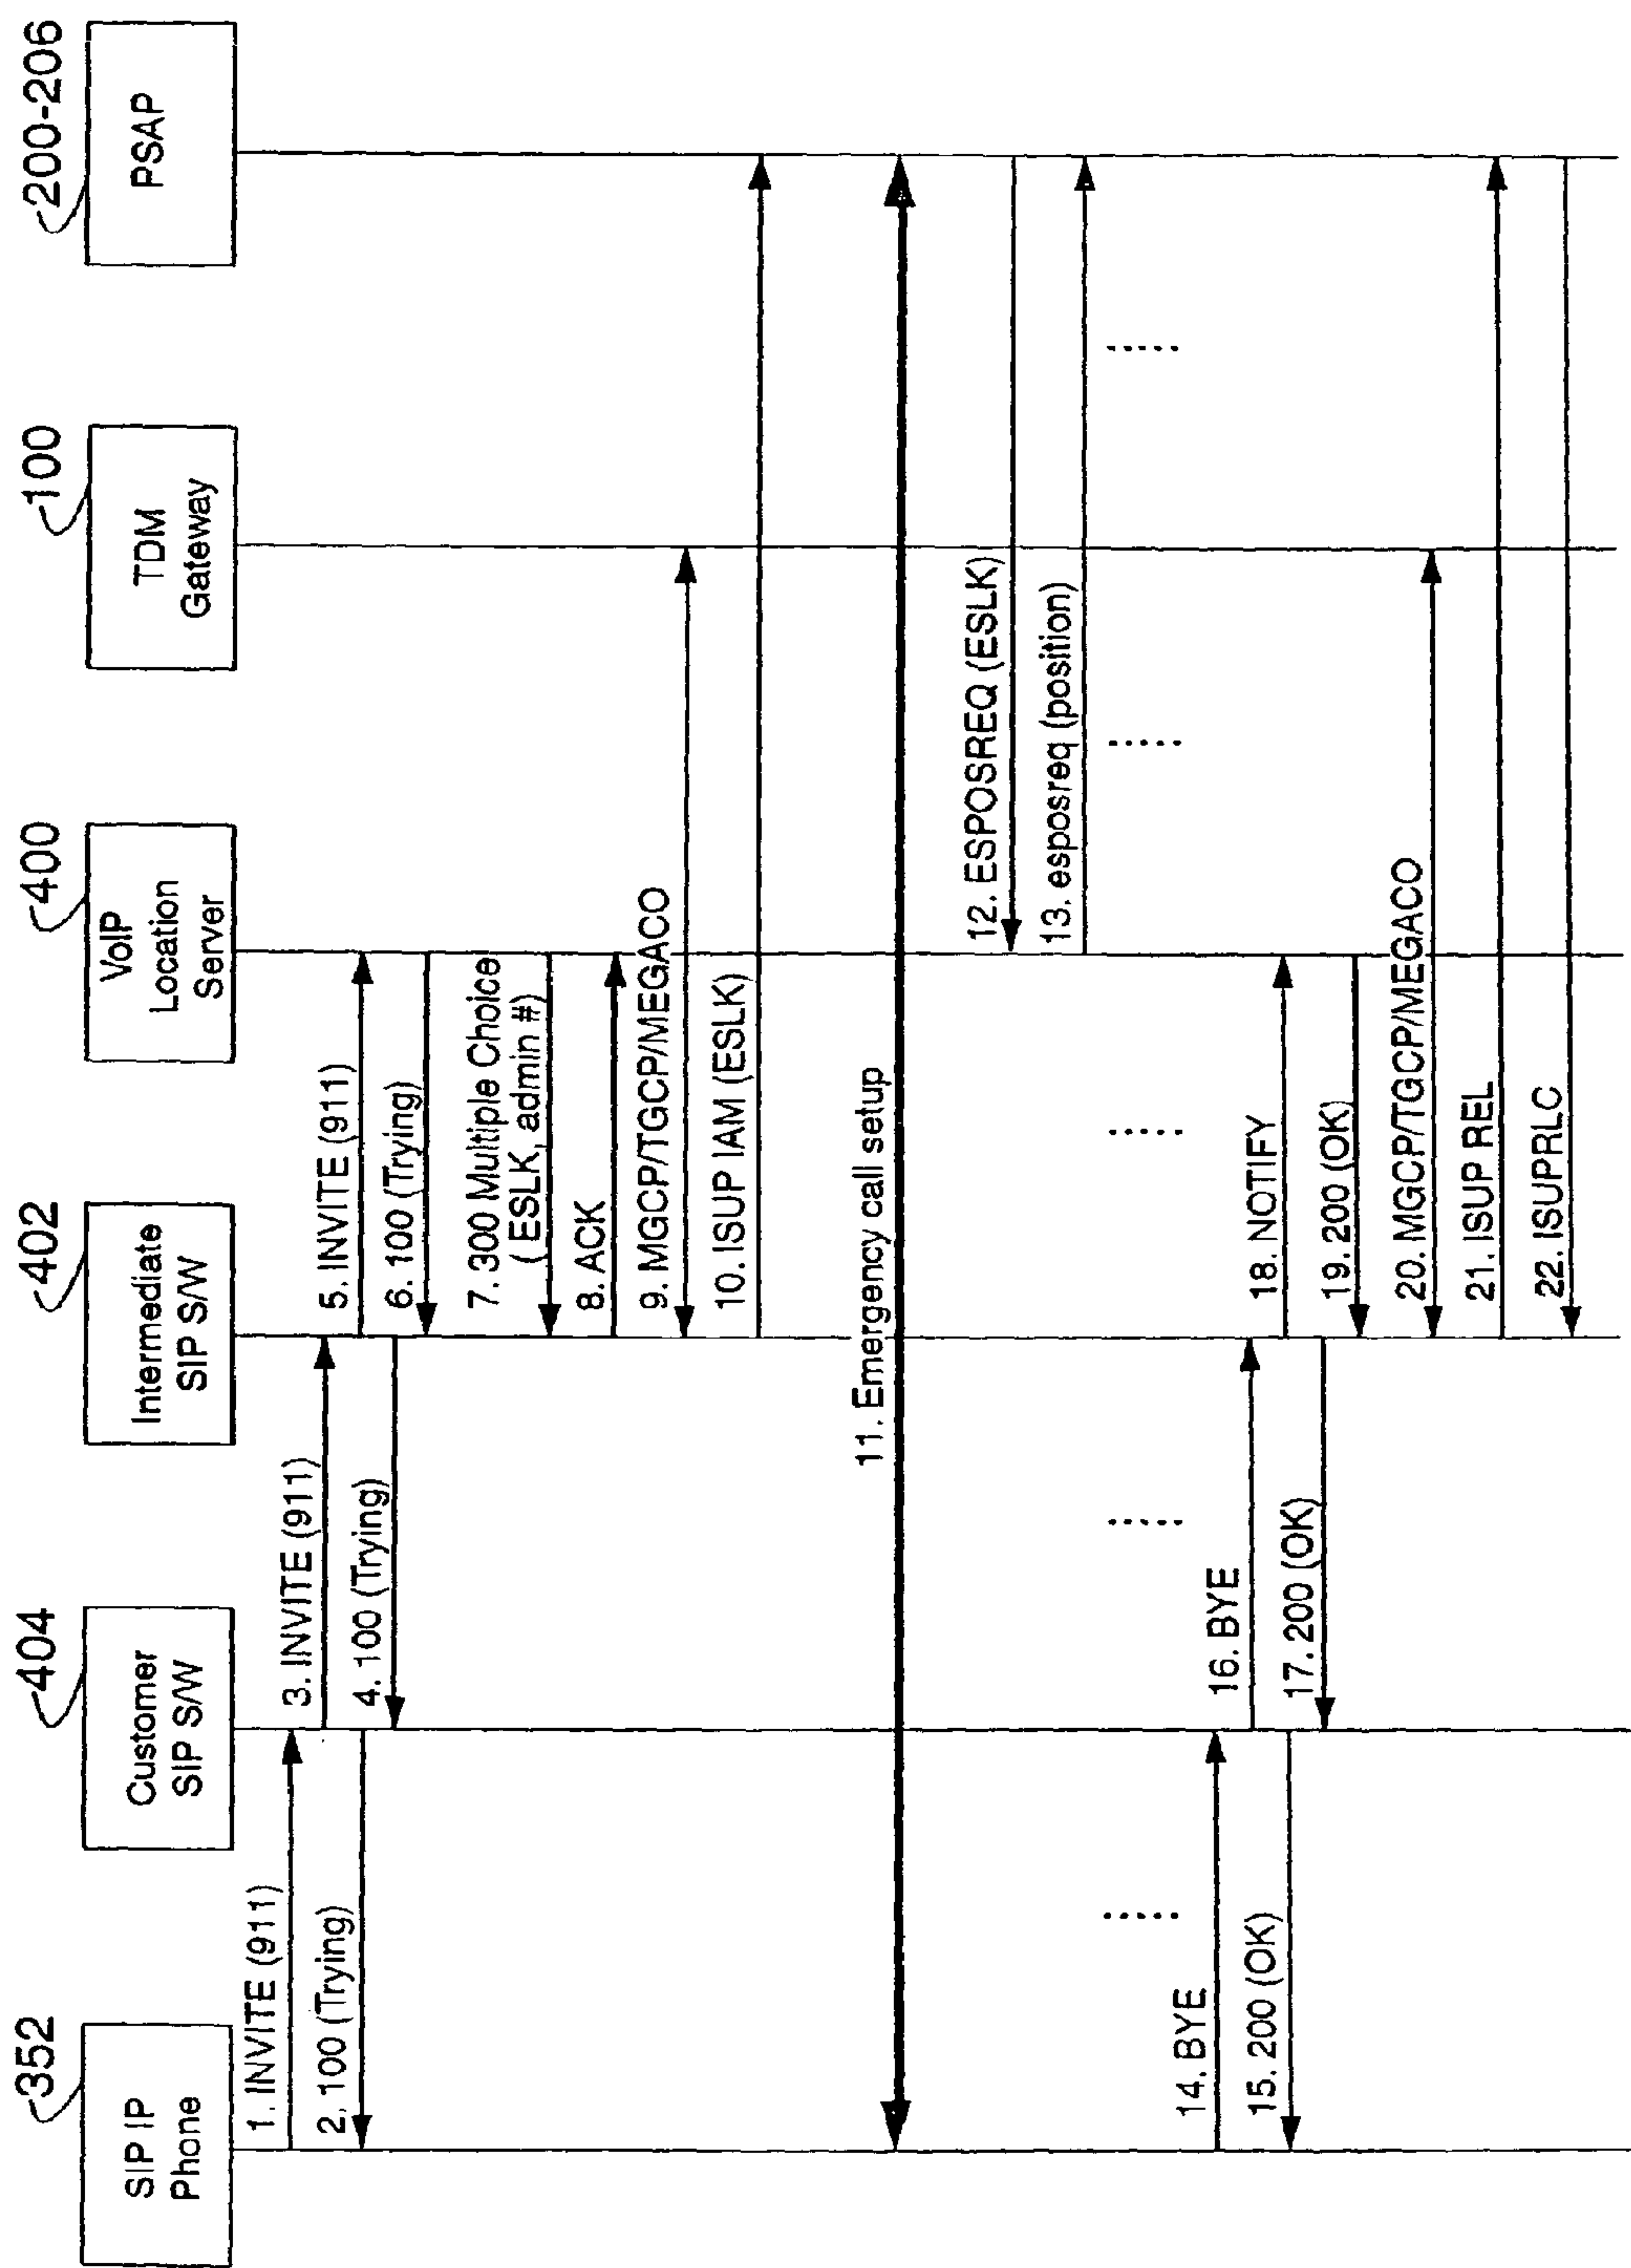 352
404
402
400
100
200-206
SIP IP
Phone
Customer
SIP S/W
Intermediate
SIP S/W
VoIP
Location
Server
TDM
Gateway
PSAP
1. INVITE (911)
2. 100 (Trying)
3. INVITE (911)
4. 100 (Trying)
5. INVITE (911)
6. 100 (Trying)
7. 300 Multiple Choice
( ESLK, admin #)
8. ACK
9. MGCP/TGCP/MEGACO
10. ISUP IAM (ESLK)
11. Emergency call setup
12. ESPOSREQ (ESLK)
13. esposreq (position)
.....
.....
.....
.....
.....
14. BYE
15. 200 (OK)
16. BYE
17. 200 (OK)
18. NOTIFY
19. 200 (OK)
20. MGCP/TGCP/MEGACO
21. ISUP REL
22. ISUPRLC